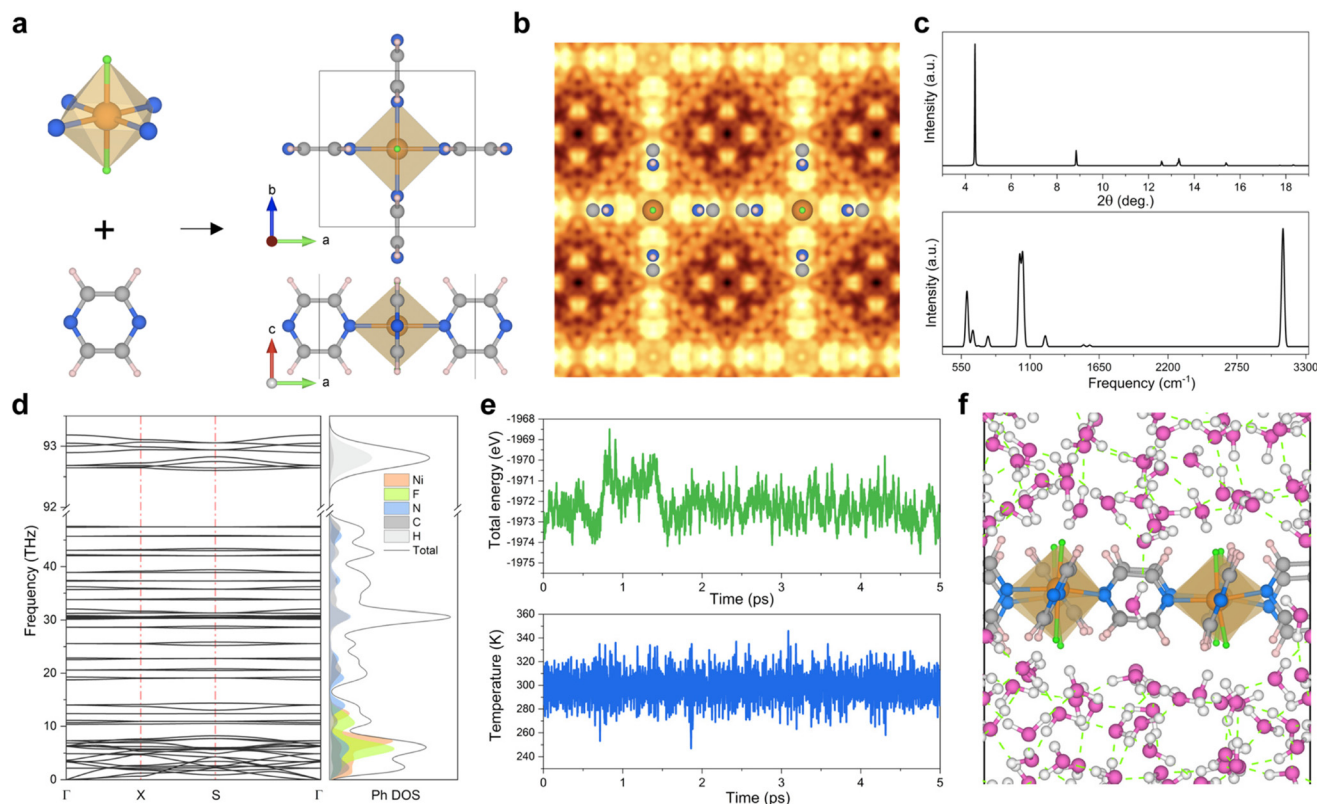 a
b
a
+
c
a
b
c
Intensity (a.u.)
4 6 8 10 12 14 16 18
2θ (deg.)
Intensity (a.u.)
550 1100 1650 2200 2750 3300
Frequency (cm-1)
d
Frequency (THz)
93
92
40
30
20
10
0
Γ X S Γ
Ni
F
N
C
H
Total
Ph DOS
e
Total energy (eV)
-1968
-1969
-1970
-1971
-1972
-1973
-1974
-1975
0 1 2 3 4 5
Time (ps)
Temperature (K)
360
340
320
300
280
260
240
0 1 2 3 4 5
Time (ps)
f